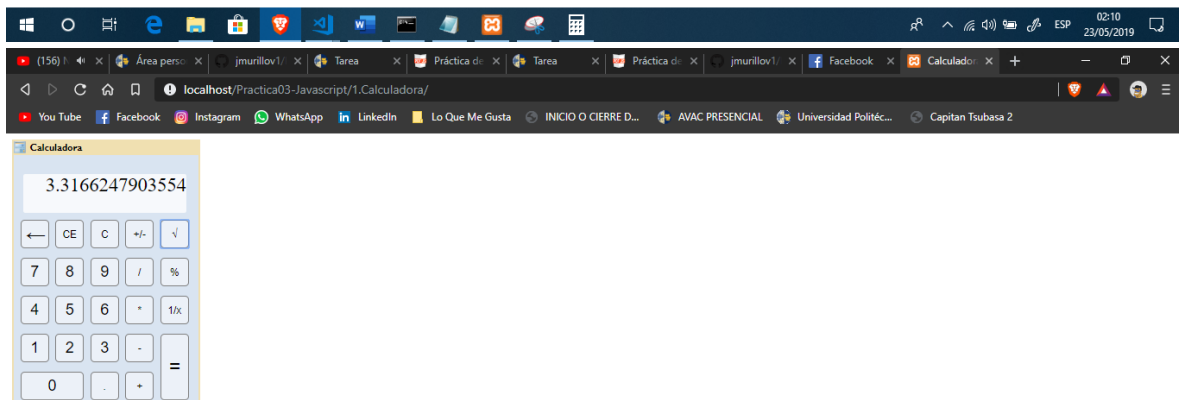 ESP 02:10
23/05/2019
(156) Área perso jmurillov1/ Tarea Práctica de Tarea Práctica de jmurillov1/ Facebook Calculador
localhost/Practica03-Javascript/1.Calculadora/
You Tube Facebook Instagram WhatsApp LinkedIn Lo Que Me Gusta INICIO O CIERRE D... AVAC PRESENCIAL Universidad Politéc... Capitan Tsubasa 2
Calculadora
3.3166247903554
← CE C +/- √
7 8 9 / %
4 5 6 * 1/x
1 2 3 - =
0 . +